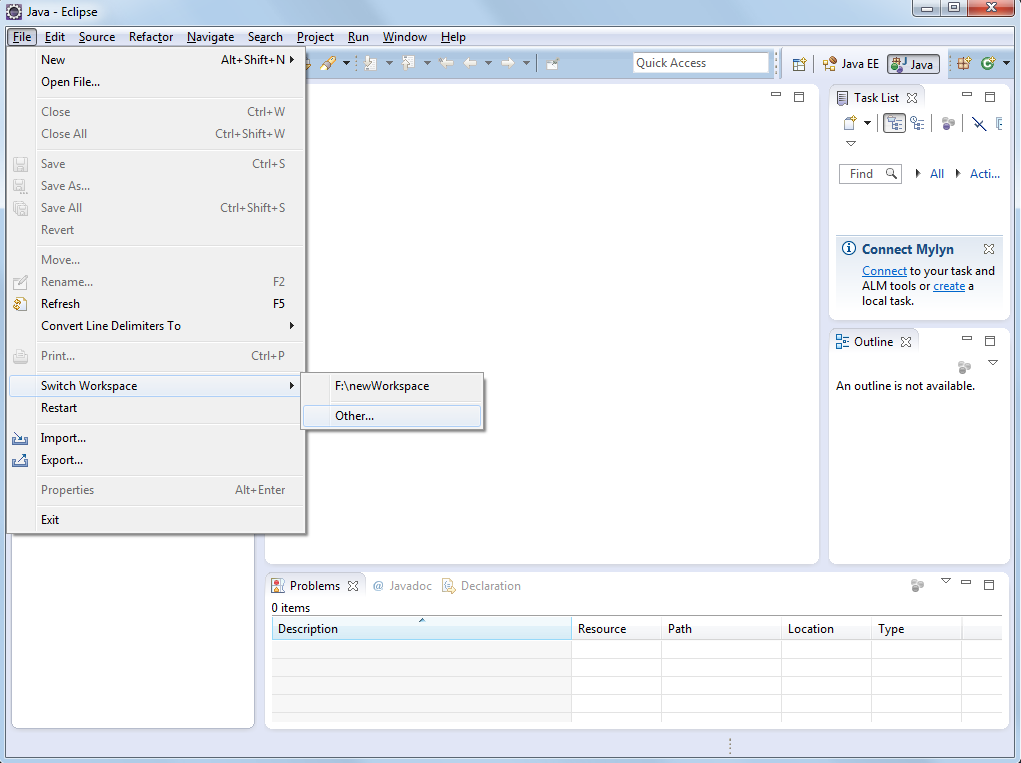 Java - Eclipse
File Edit Source Refactor Navigate Search Project Run Window Help
New Alt+Shift+N
Open File...
Close Ctrl+W
Close All Ctrl+Shift+W
Save Ctrl+S
Save As...
Save All Ctrl+Shift+S
Revert
Move...
Rename... F2
Refresh F5
Convert Line Delimiters To
Print... Ctrl+P
Switch Workspace
Restart
Import...
Export...
Properties Alt+Enter
Exit
F:\newWorkspace
Other...
Quick Access
Java EE Java
Task List
Find All Acti...
Connect Mylyn
Connect to your task and
ALM tools or create a
local task.
Outline
An outline is not available.
Problems @ Javadoc Declaration
0 items
Description Resource Path Location Type